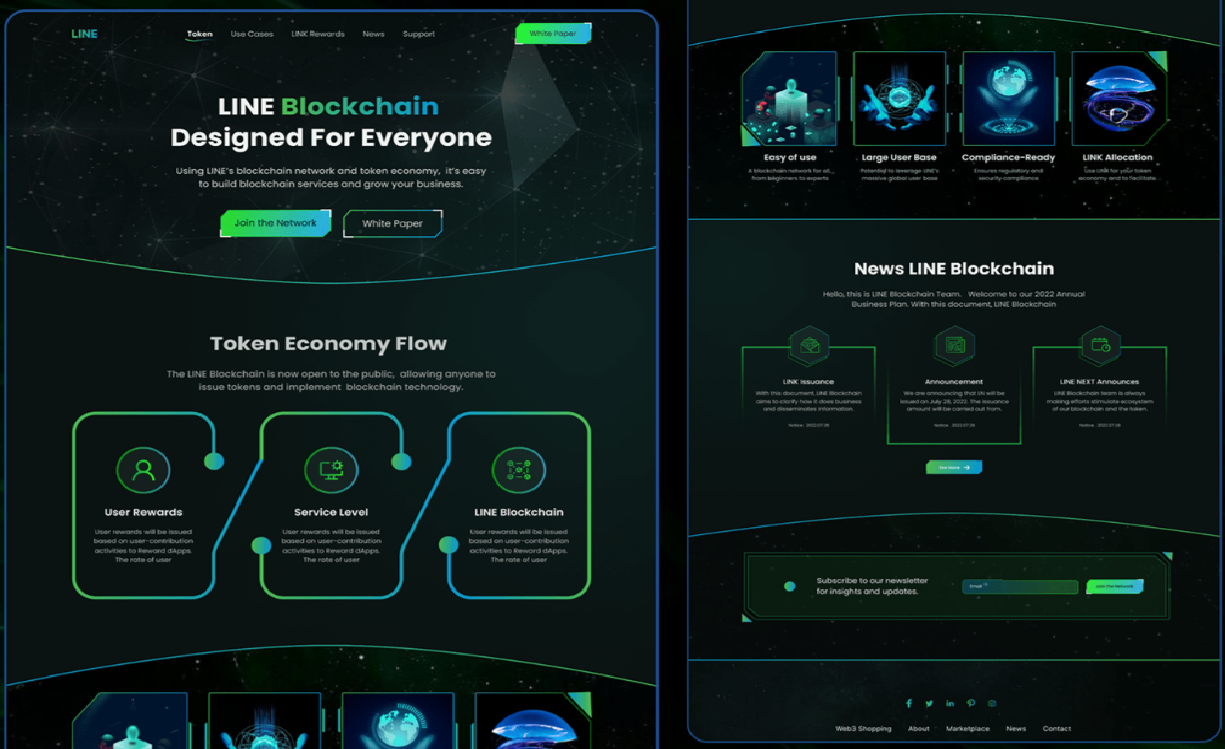 LINE
Token
Use Cases
LINK Rewards
News
Support
White Paper
LINE Blockchain
Designed For Everyone
Using LINE's blockchain network and token economy, it's easy
to build blockchain services and grow your business.
Join the Network
White Paper
Token Economy Flow
The LINE Blockchain is now open to the public, allowing anyone to
issue tokens and implement blockchain technology.
User Rewards
User rewards will be issued
based on user-contribution
activities to Reward dApps.
The rate of user
Service Level
User rewards will be issued
based on user-contribution
activities to Reward dApps.
The rate of user
LINE Blockchain
User rewards will be issued
based on user-contribution
activities to Reward dApps.
The rate of user
Easy of use
A blockchain network for all,
from beginners to experts
Large User Base
Potential to leverage LINE's
massive global user base
Compliance-Ready
Ensures regulatory and
security compliance
LINK Allocation
Use LINK for your token
economy and to facilitate
News LINE Blockchain
Hello, this is LINE Blockchain Team. Welcome to our 2022 Annual
Business Plan. With this document, LINE Blockchain
LINK Issuance
With this document, LINE Blockchain
aims to clarify how it does business
and disseminates information.
Notice . 2022.07.28
Announcement
We are announcing that LN will be
issued on July 28, 2022. The issuance
amount will be carried out from.
Notice . 2022.07.28
LINE NEXT Announces
LINE Blockchain team is always
making efforts stimulate ecosystem
of our blockchain and the token.
Notice . 2022.07.28
See More
Subscribe to our newsletter
for insights and updates.
Email
Join the Network
Web3 Shopping
About
Marketplace
News
Contact